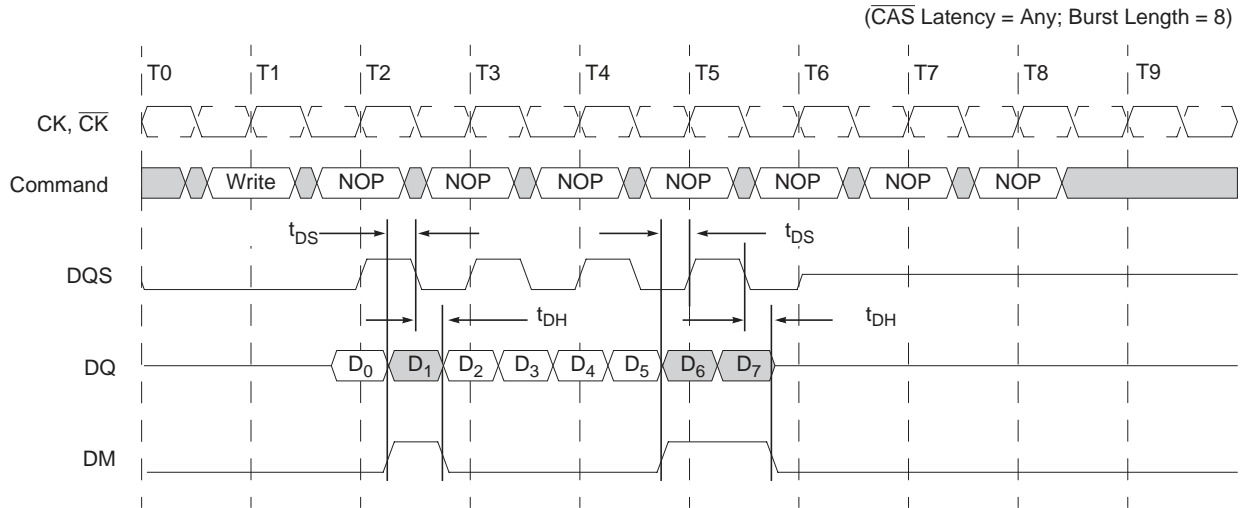 (CAS Latency = Any; Burst Length = 8)
T0 T1 T2 T3 T4 T5 T6 T7 T8 T9
CK, CK
Command Write NOP NOP NOP NOP NOP NOP NOP
tDS tDS
DQS
tDH tDH
DQ D0 D1 D2 D3 D4 D5 D6 D7
DM